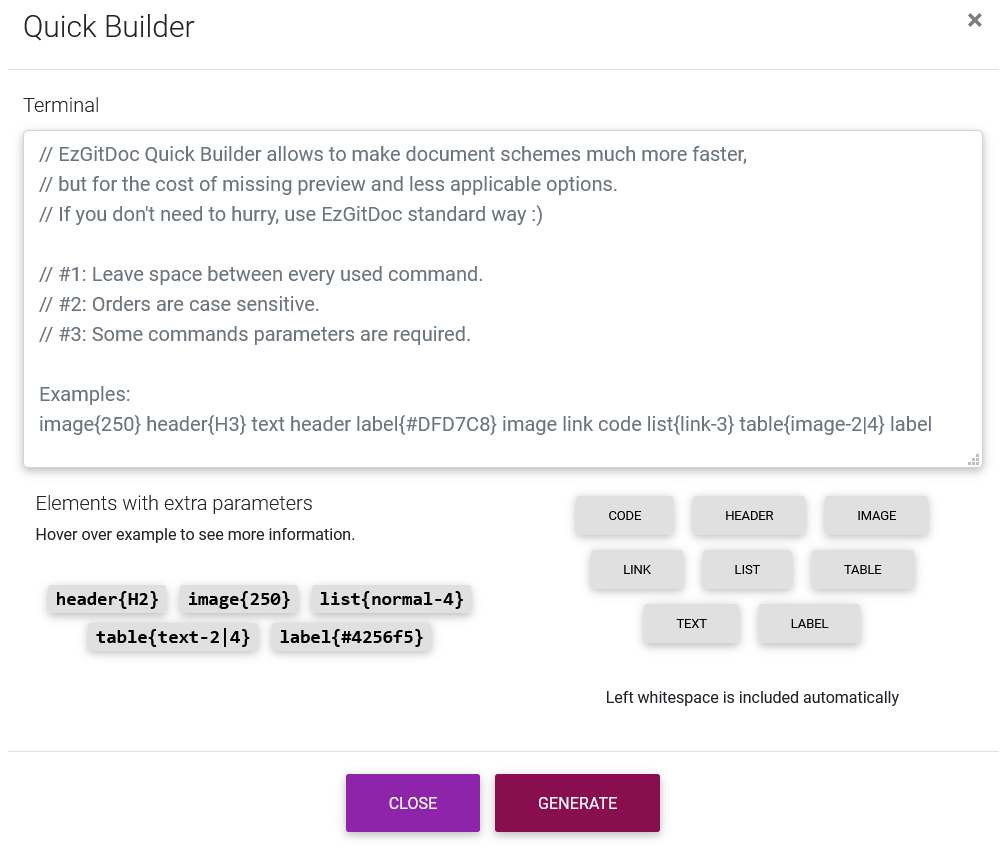 Quick Builder
×
Terminal
// EzGitDoc Quick Builder allows to make document schemes much more faster,
// but for the cost of missing preview and less applicable options.
// If you don't need to hurry, use EzGitDoc standard way :)
// #1: Leave space between every used command.
// #2: Orders are case sensitive.
// #3: Some commands parameters are required.
Examples:
image{250} header{H3} text header label{#DFD7C8} image link code list{link-3} table{image-2|4} label
Elements with extra parameters
Hover over example to see more information.
header{H2} image{250} list{normal-4}
table{text-2|4} label{#4256f5}
CODE HEADER IMAGE
LINK LIST TABLE
TEXT LABEL
Left whitespace is included automatically
CLOSE GENERATE